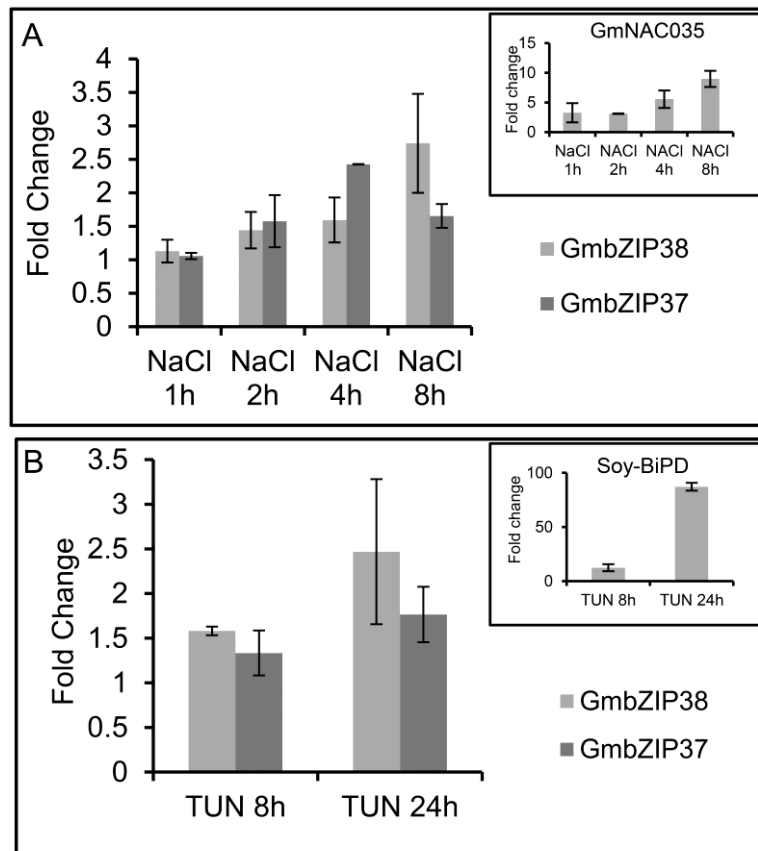 A
Fold Change
4
3.5
3
2.5
2
1.5
1
0.5
0
NaCl NaCl NaCl NaCl
1h 2h 4h 8h
GmNAC035
Fold change
15
10
5
0
NaCl NACl NACl NACl
1h 2h 4h 8h
GmbZIP38
GmbZIP37
B
Fold Change
3.5
3
2.5
2
1.5
1
0.5
0
TUN 8h TUN 24h
Soy-BiPD
Fold change
100
50
0
TUN 8h TUN 24h
GmbZIP38
GmbZIP37